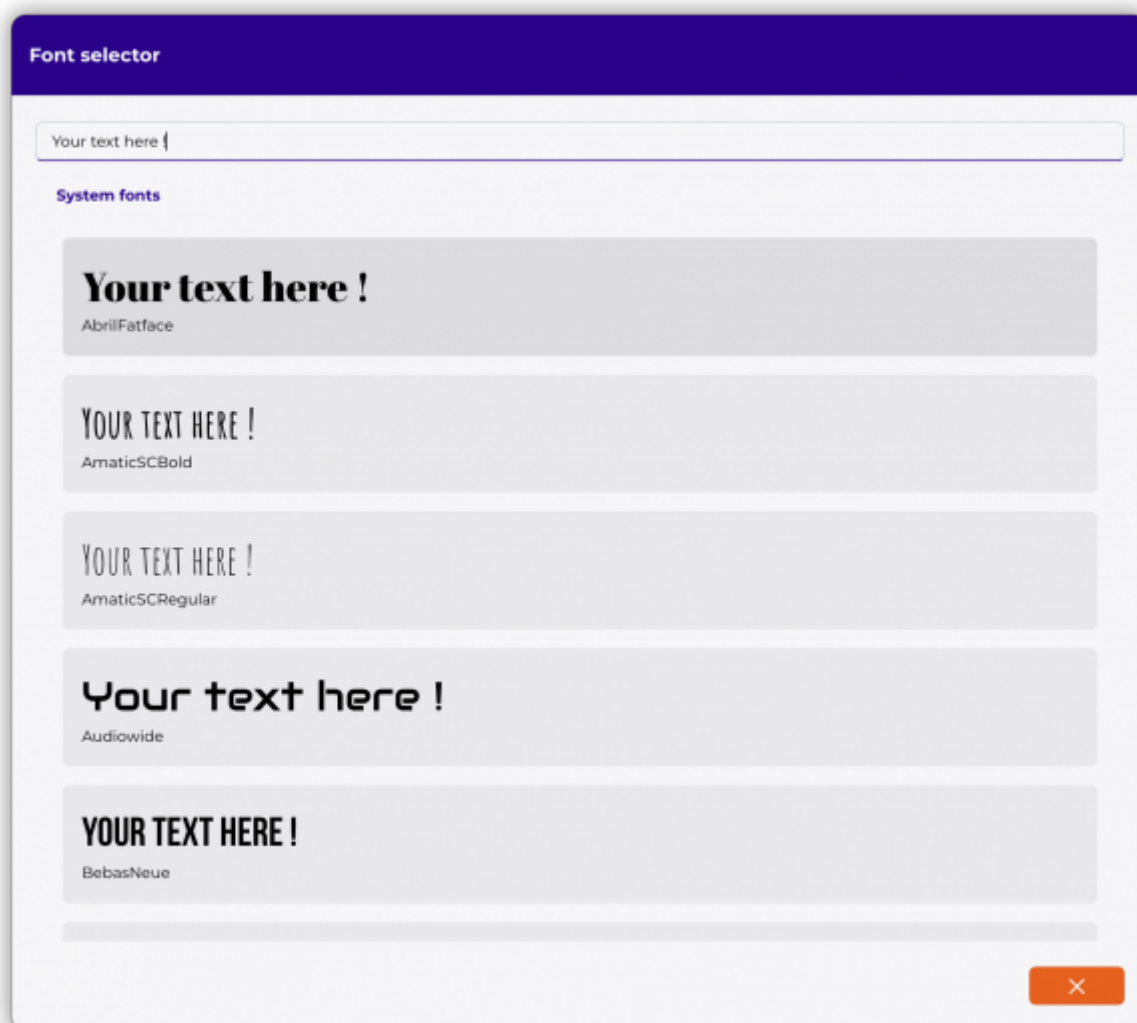 Font selector
Your text here !
System fonts
Your text here !
AbrilFatface
Your text here !
AmaticSCBold
Your text here !
AmaticSCRegular
Your text here !
Audiowide
YOUR TEXT HERE !
BebasNeue